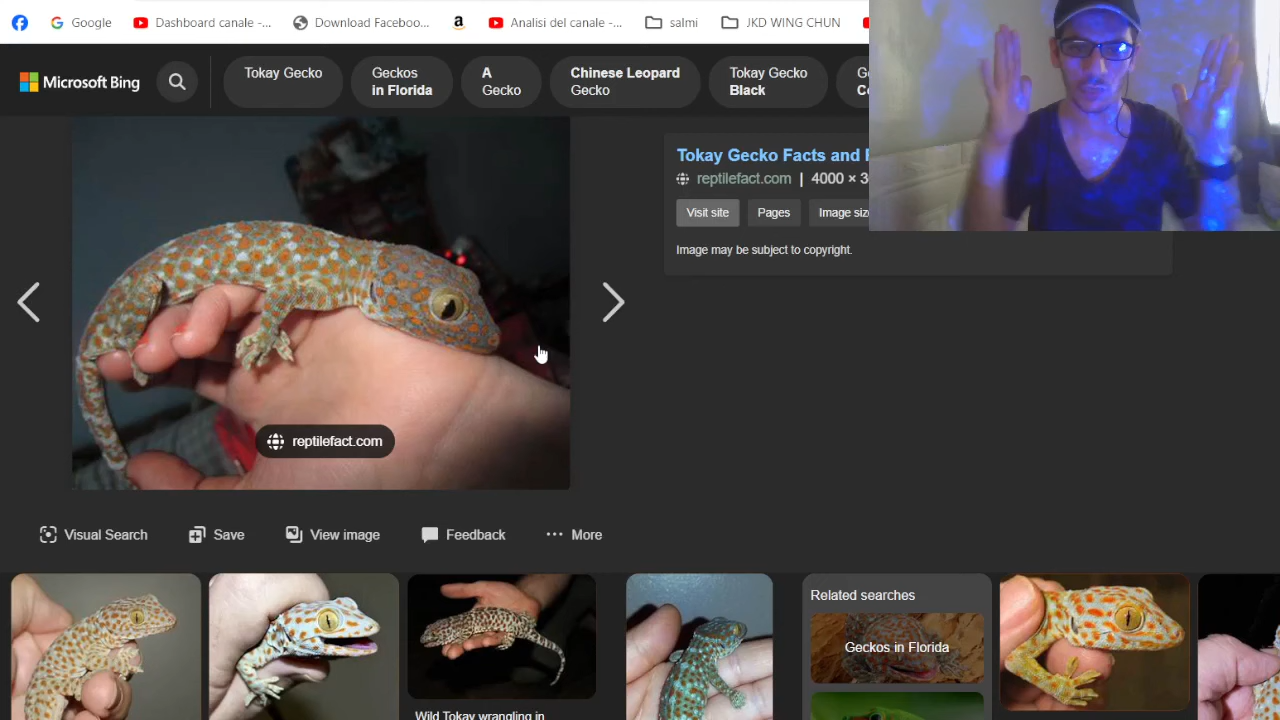 Google
Dashboard canale -...
Download Faceboo...
Analisi del canale -...
salmi
JKD WING CHUN
Microsoft Bing
Tokay Gecko
Geckos
in Florida
A
Gecko
Chinese Leopard
Gecko
Tokay Gecko
Black
Tokay Gecko Facts and
reptilefact.com | 4000 × 3
Visit site
Pages
Image siz
Image may be subject to copyright.
reptilefact.com
Visual Search
Save
View image
Feedback
More
Related searches
Geckos in Florida
Wild Tokay wrangling in